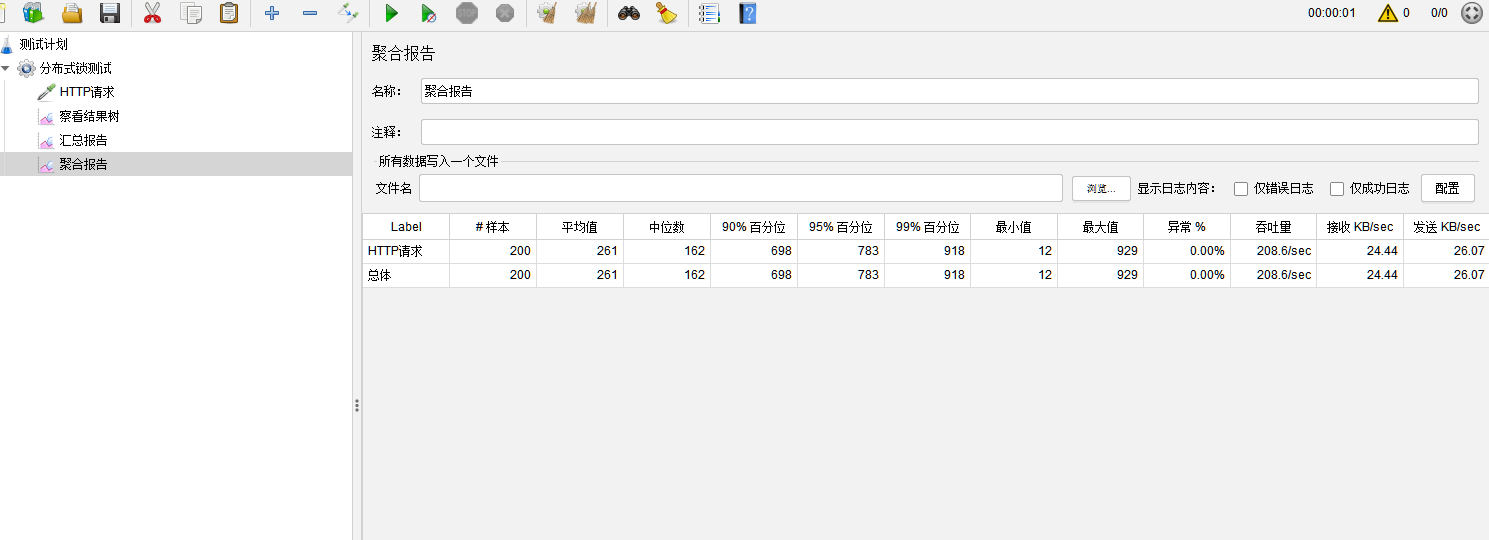 STOP
00:00:01
0
0/0
测试计划
分布式锁测试
HTTP请求
察看结果树
汇总报告
聚合报告
聚合报告
名称：
聚合报告
注释：
所有数据写入一个文件
文件名
浏览...
显示日志内容：
仅错误日志
仅成功日志
配置
Label # 样本 平均值 中位数 90% 百分位 95% 百分位 99% 百分位 最小值 最大值 异常 % 吞吐量 接收 KB/sec 发送 KB/sec
HTTP请求 200 261 162 698 783 918 12 929 0.00% 208.6/sec 24.44 26.07
总体 200 261 162 698 783 918 12 929 0.00% 208.6/sec 24.44 26.07